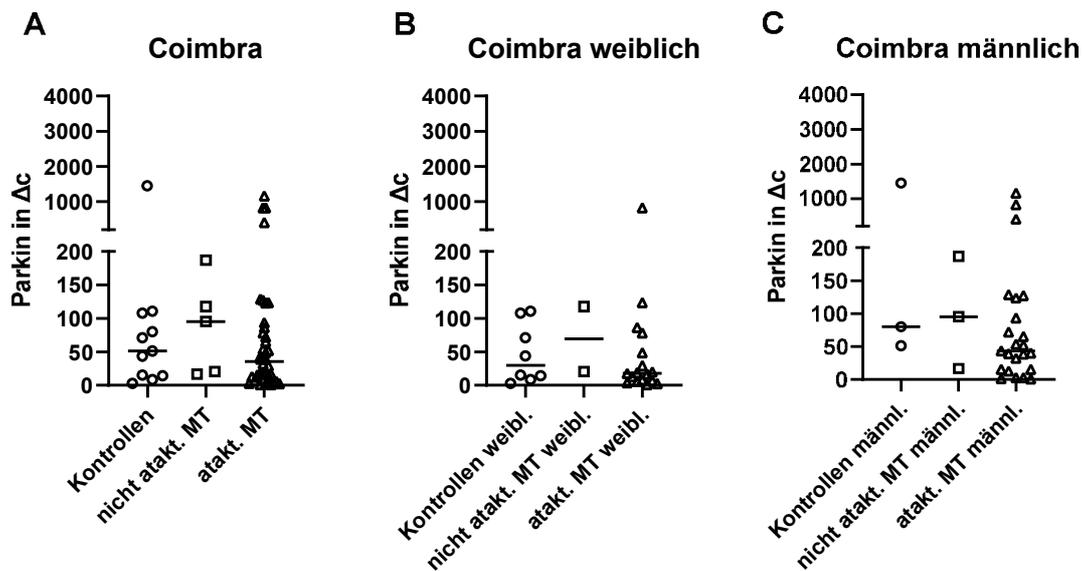 A
Coimbra
Parkin in Δc
4000
3000
2000
1000
200
150
100
50
0
Kontrollen
nicht atakt. MT
atakt. MT
B
Coimbra weiblich
Parkin in Δc
4000
3000
2000
1000
200
150
100
50
0
Kontrollen weibl.
nicht atakt. MT weibl.
atakt. MT weibl.
C
Coimbra männlich
Parkin in Δc
4000
3000
2000
1000
200
150
100
50
0
Kontrollen männl.
nicht atakt. MT männl.
atakt. MT männl.